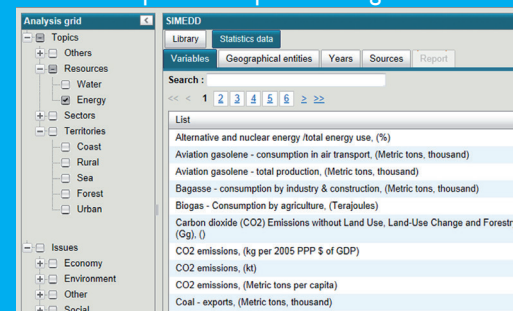 Analysis grid
Topics
Others
Resources
Water
Energy
Sectors
Territories
Coast
Rural
Sea
Forest
Urban
Issues
Economy
Environment
Other
Social
SIMEDD
Library Statistics data
Variables Geographical entities Years Sources Report
Search :
<< < 1 2 3 4 5 6 > >>
List
Alternative and nuclear energy /total energy use, (%)
Aviation gasolene - consumption in air transport, (Metric tons, thousand)
Aviation gasolene - total production, (Metric tons, thousand)
Bagasse - consumption by industry & construction, (Metric tons, thousand)
Biogas - Consumption by agriculture, (Terajoules)
Carbon dioxide (CO2) Emissions without Land Use, Land-Use Change and Forestr
(Gg), ()
CO2 emissions, (kg per 2005 PPP $ of GDP)
CO2 emissions, (kt)
CO2 emissions, (Metric tons per capita)
Coal - exports, (Metric tons, thousand)